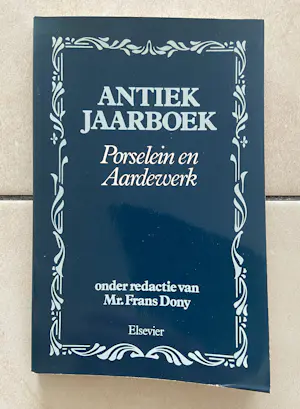 ANTIEK
JAARBOEK
Porselein en
Aardewerk
onder redactie van
Mr. Frans Dony
Elsevier